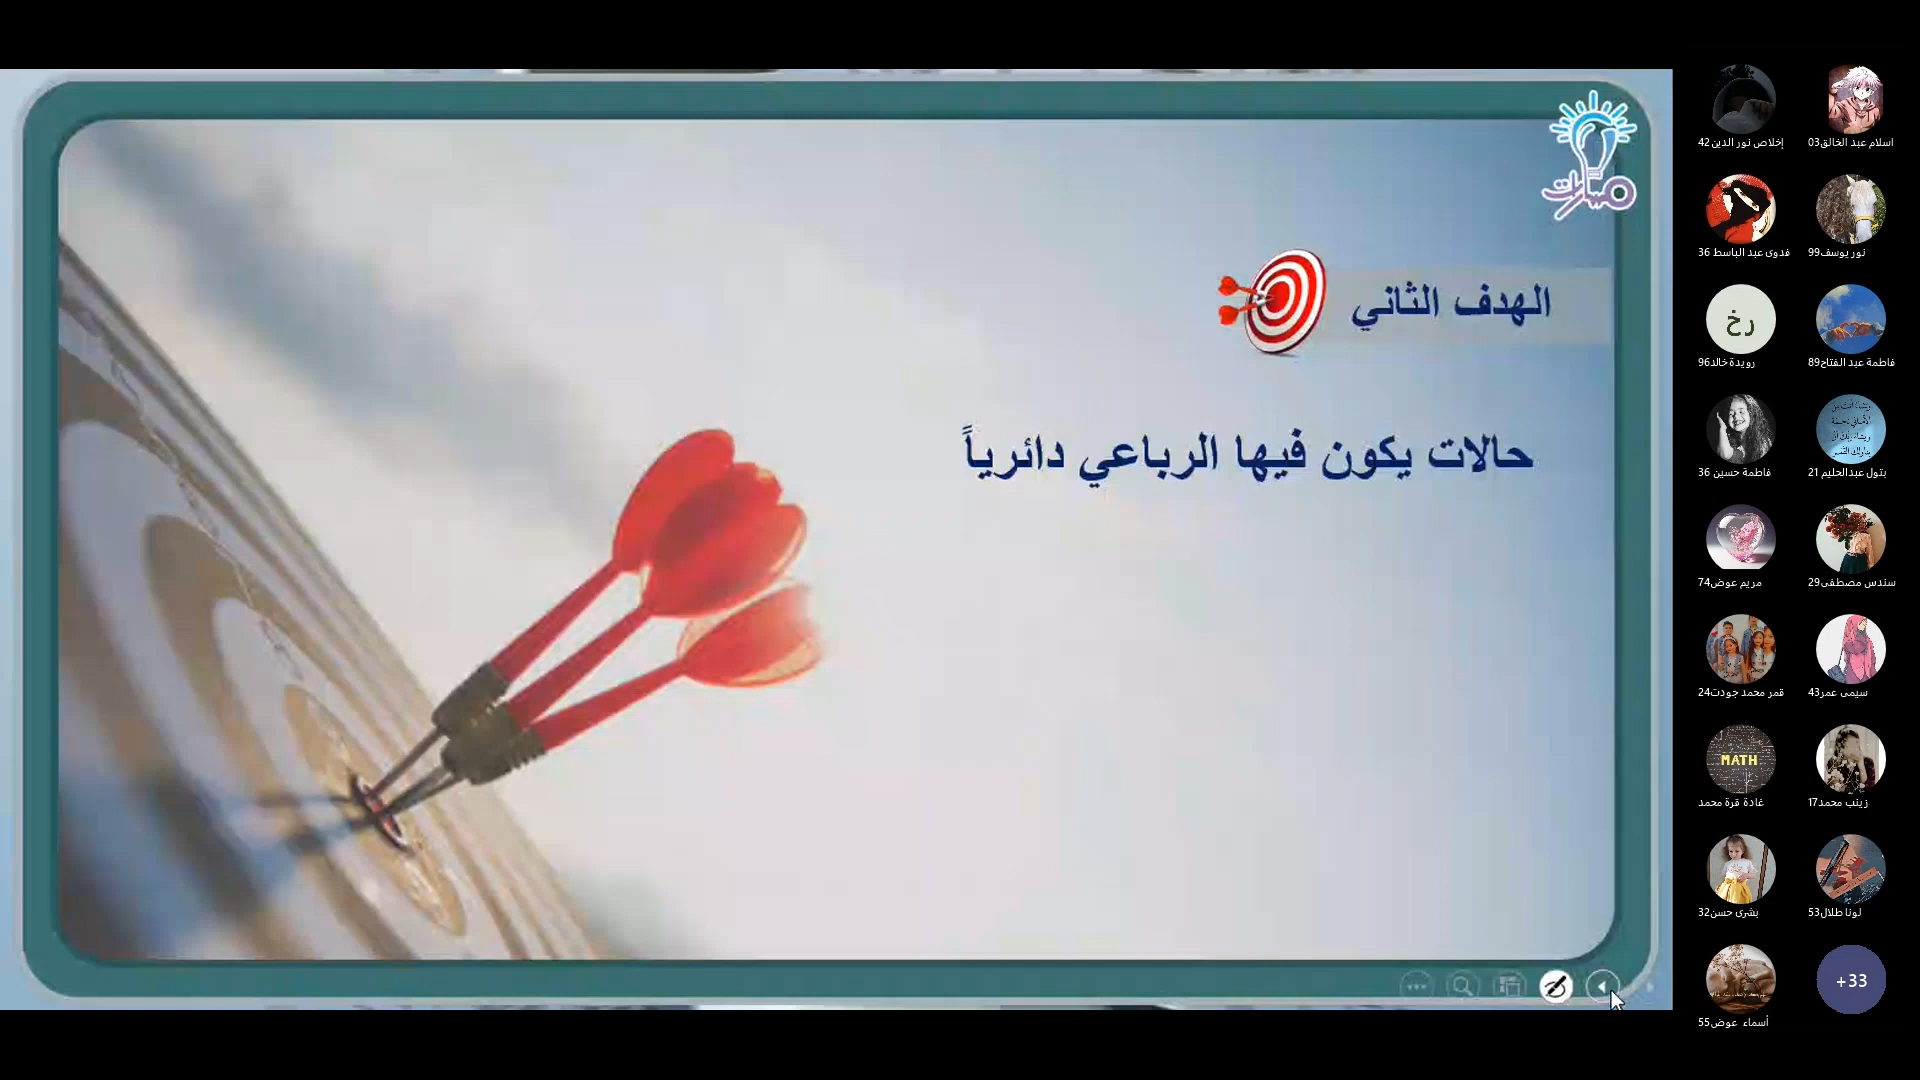 مسارات
الهدف الثاني
حالات يكون فيها الرباعي دائرياً
إخلاص نور الدين42
اسلام عبد الخالق03
فدوى عبد الباسط 36
نور يوسف99
رخ
رويدة خالد96
فاطمة عبد الفتاح89
فاطمة حسين 36
بتول عبدالحليم 21
مريم عوض74
سندس مصطفى29
قمر محمد جودت24
سيمى عمر43
MATH
غادة قرة محمد
زينب محمد17
بشرى حسن32
لونا طلال53
أسماء عوض55
+33